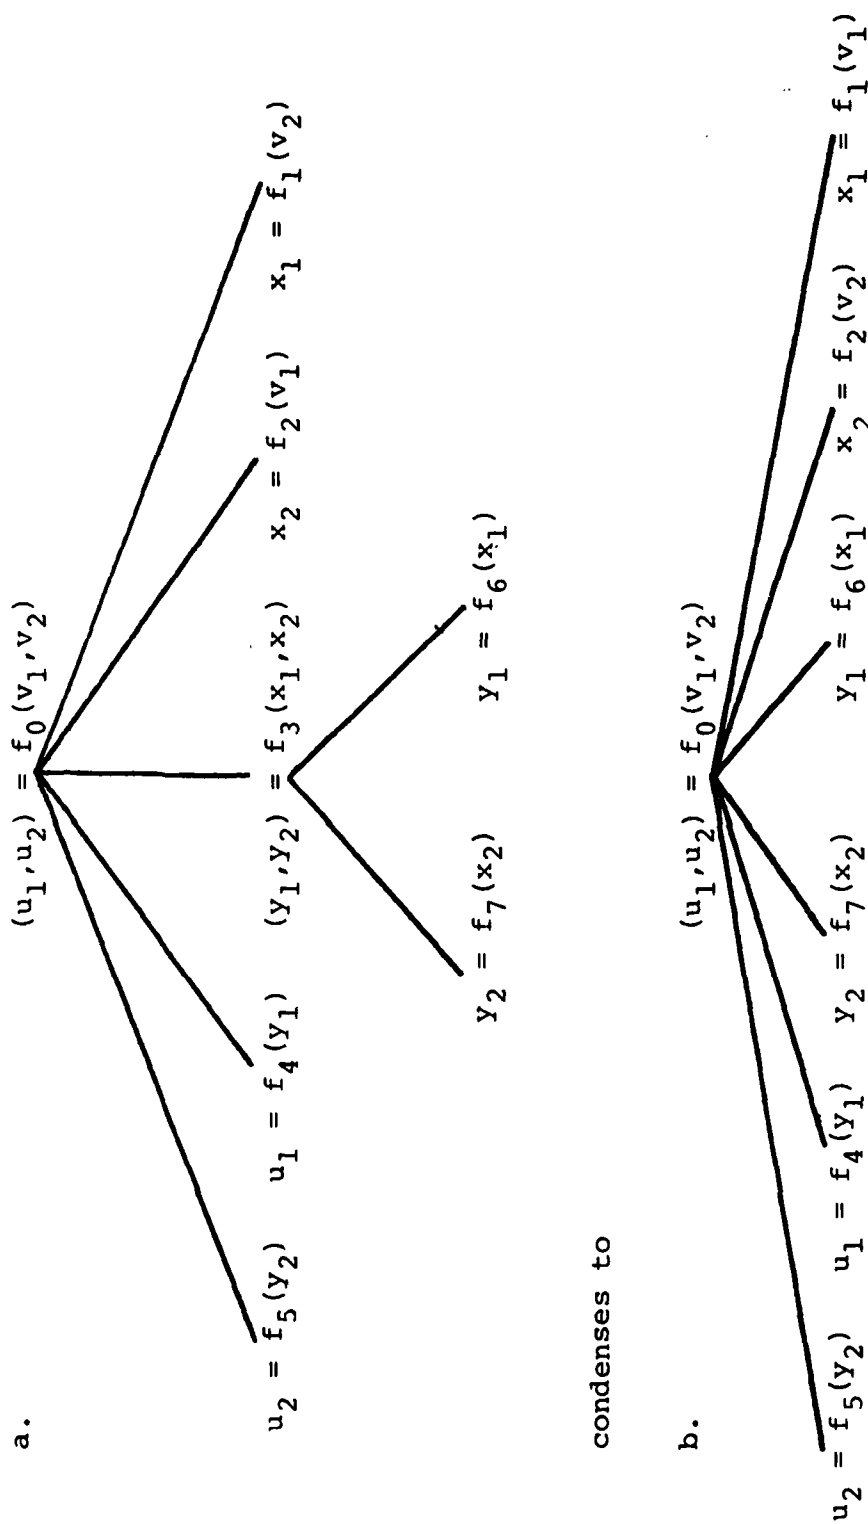 a.
(u₁,u₂) = f₀(v₁,v₂)
u₂ = f₅(y₂) u₁ = f₄(y₁) (y₁,y₂) = f₃(x₁,x₂) x₂ = f₂(v₁) x₁ = f₁(v₂)
y₂ = f₇(x₂) y₁ = f₆(x₁)
condenses to
b.
(u₁,u₂) = f₀(v₁,v₂)
u₂ = f₅(y₂) u₁ = f₄(y₁) y₂ = f₇(x₂) y₁ = f₆(x₁) x₂ = f₂(v₂) x₁ = f₁(v₁)